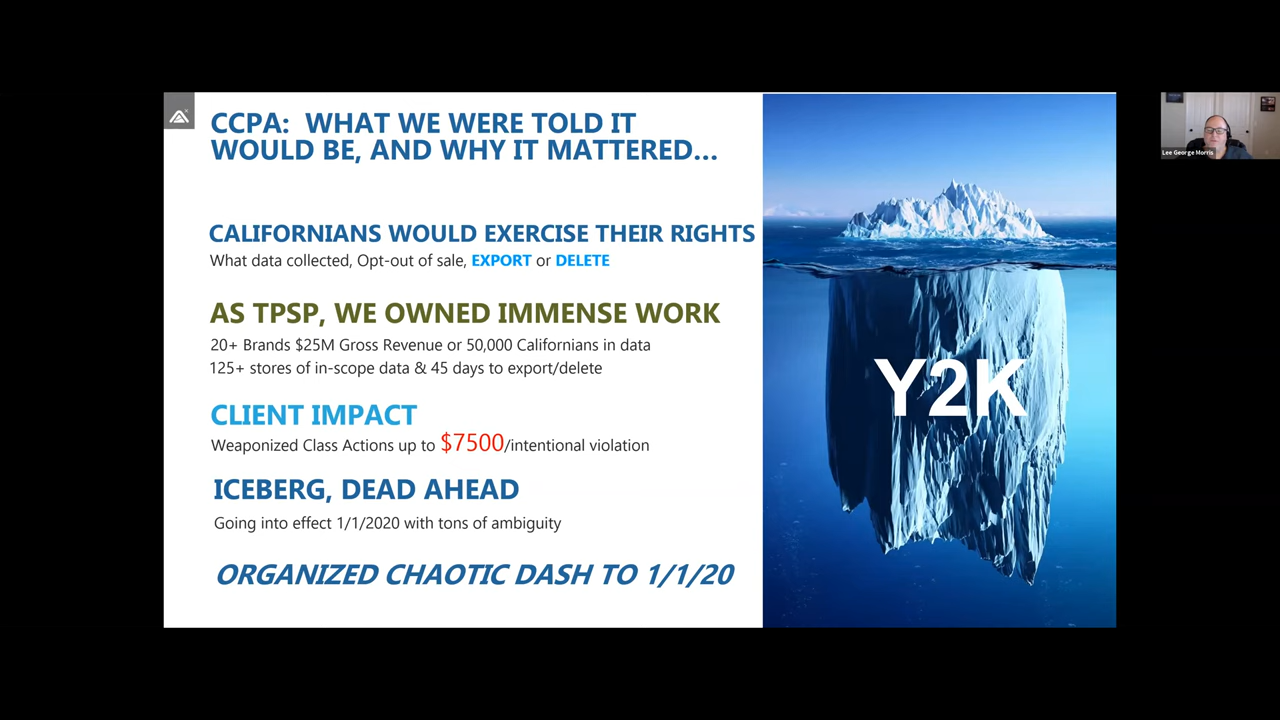 CCPA: WHAT WE WERE TOLD IT
WOULD BE, AND WHY IT MATTERED...
CALIFORNIANS WOULD EXERCISE THEIR RIGHTS
What data collected, Opt-out of sale, EXPORT or DELETE
AS TPSP, WE OWNED IMMENSE WORK
20+ Brands $25M Gross Revenue or 50,000 Californians in data
125+ stores of in-scope data & 45 days to export/delete
CLIENT IMPACT
Weaponized Class Actions up to $7500/intentional violation
ICEBERG, DEAD AHEAD
Going into effect 1/1/2020 with tons of ambiguity
ORGANIZED CHAOTIC DASH TO 1/1/20
Y2K
Lee George Morris